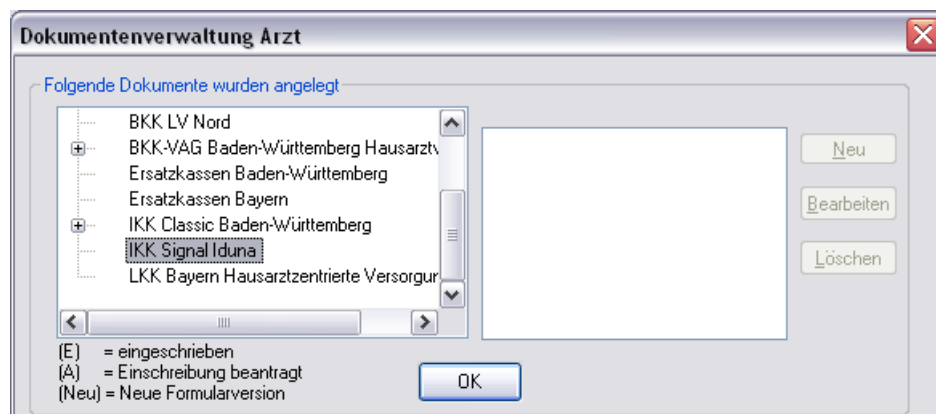 Dokumentenverwaltung Arzt
Folgende Dokumente wurden angelegt
BKK LV Nord
BKK-VAG Baden-Württemberg Hausarztv
Ersatzkassen Baden-Württemberg
Ersatzkassen Bayern
IKK Classic Baden-Württemberg
IKK Signal Iduna
LKK Bayern Hausarztzentrierte Versorgur
Neu
Bearbeiten
Löschen
(E) = eingeschrieben
(A) = Einschreibung beantragt
(Neu) = Neue Formularversion
OK